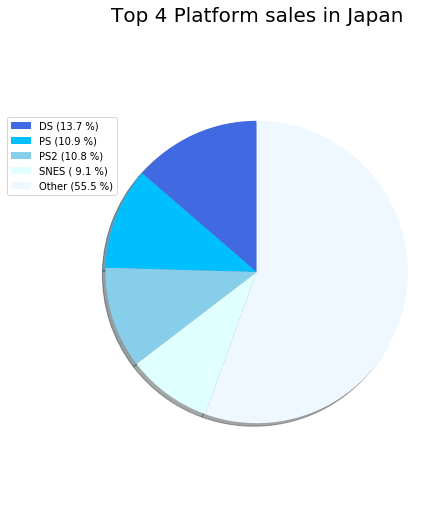 Top 4 Platform sales in Japan
DS (13.7 %)
PS (10.9 %)
PS2 (10.8 %)
SNES ( 9.1 %)
Other (55.5 %)